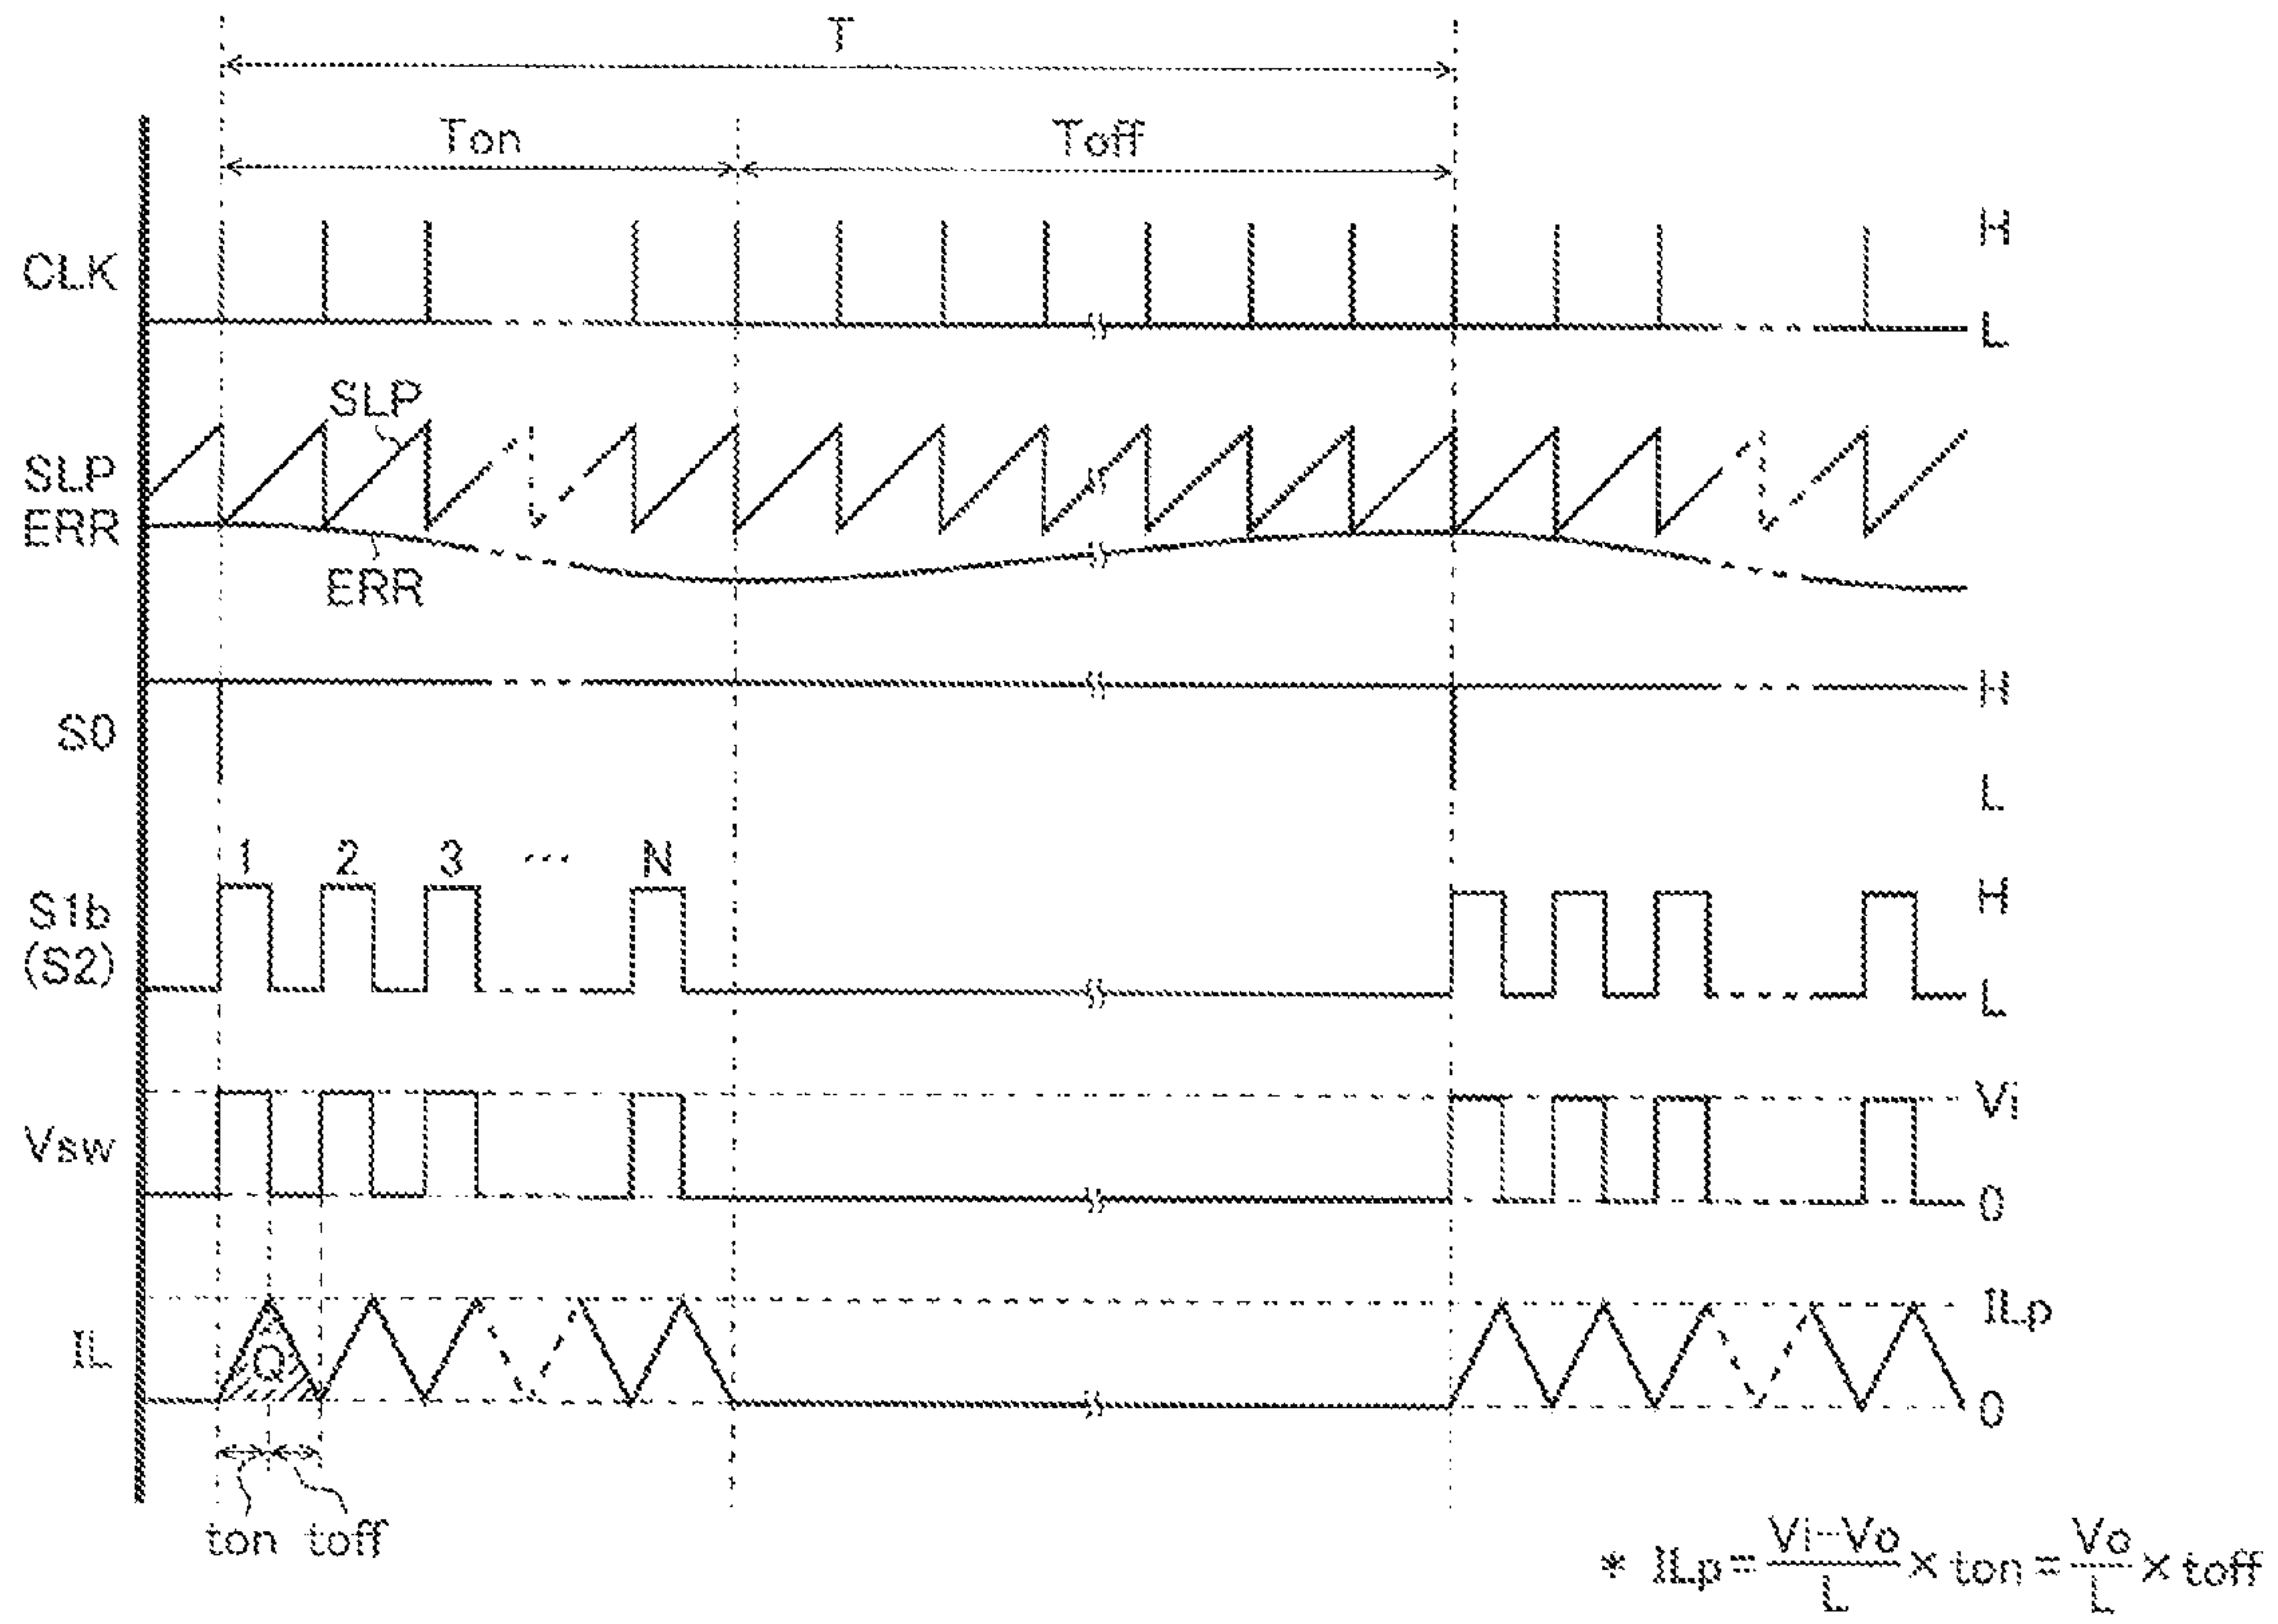 T
Ton
Toff
CLK
H
L
SLP
SLP
ERR
ERR
S0
H
L
1 2 3 ... N
S1b
(S2)
H
L
Vsw
Vi
0
IL
Q
ILp
0
ton toff
* ILp = Vi-Vo/L × ton = Vo/L × toff